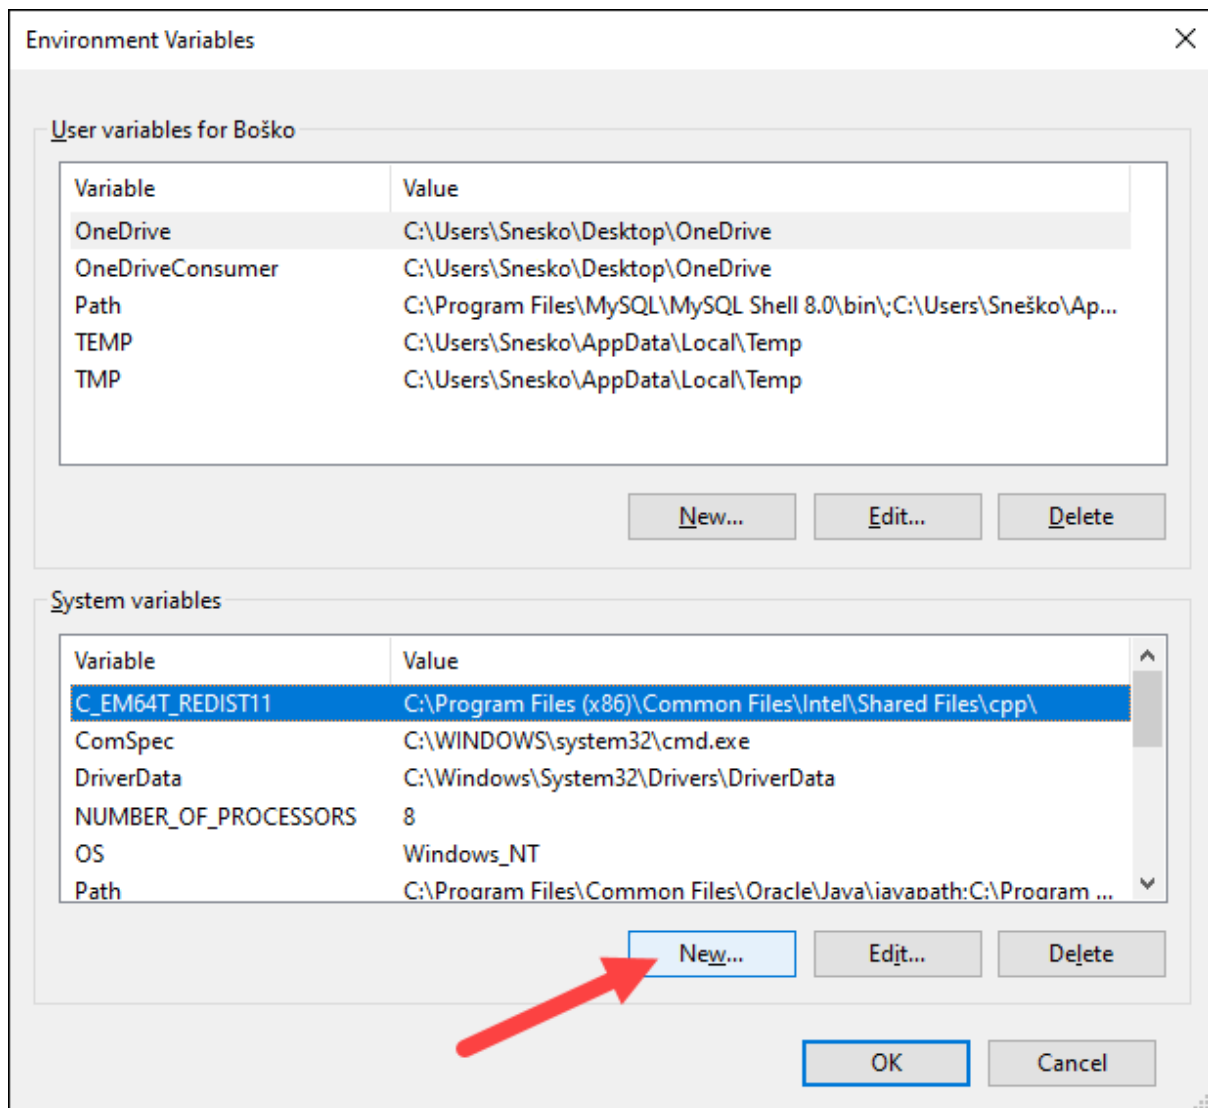 Environment Variables
User variables for Boško
Variable Value
OneDrive C:\Users\Snesko\Desktop\OneDrive
OneDriveConsumer C:\Users\Snesko\Desktop\OneDrive
Path C:\Program Files\MySQL\MySQL Shell 8.0\bin\;C:\Users\Sneško\Ap...
TEMP C:\Users\Snesko\AppData\Local\Temp
TMP C:\Users\Snesko\AppData\Local\Temp
New... Edit... Delete
System variables
Variable Value
C_EM64T_REDIST11 C:\Program Files (x86)\Common Files\Intel\Shared Files\cpp\
ComSpec C:\WINDOWS\system32\cmd.exe
DriverData C:\Windows\System32\Drivers\DriverData
NUMBER_OF_PROCESSORS 8
OS Windows_NT
Path C:\Program Files\Common Files\Oracle\Java\javapath;C:\Program ...
New... Edit... Delete
OK Cancel